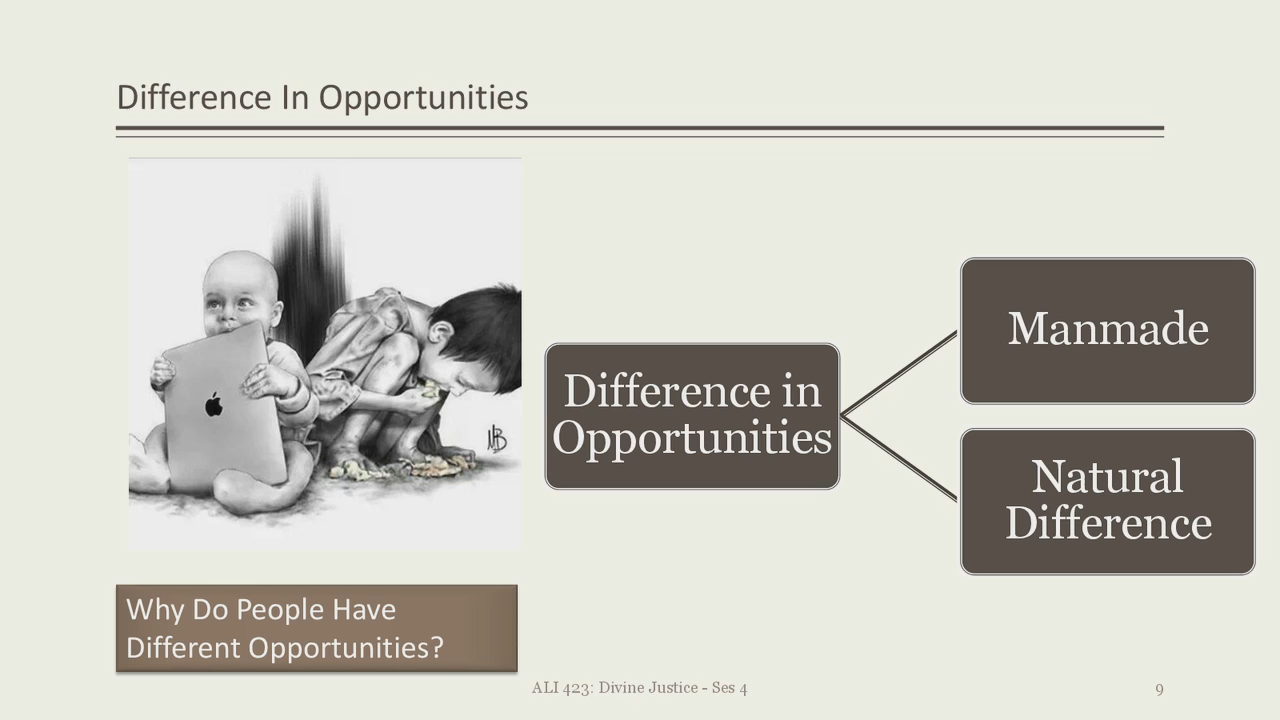 Difference In Opportunities
Difference in
Opportunities
Manmade
Natural
Difference
Why Do People Have
Different Opportunities?
ALI 423: Divine Justice - Ses 4
9